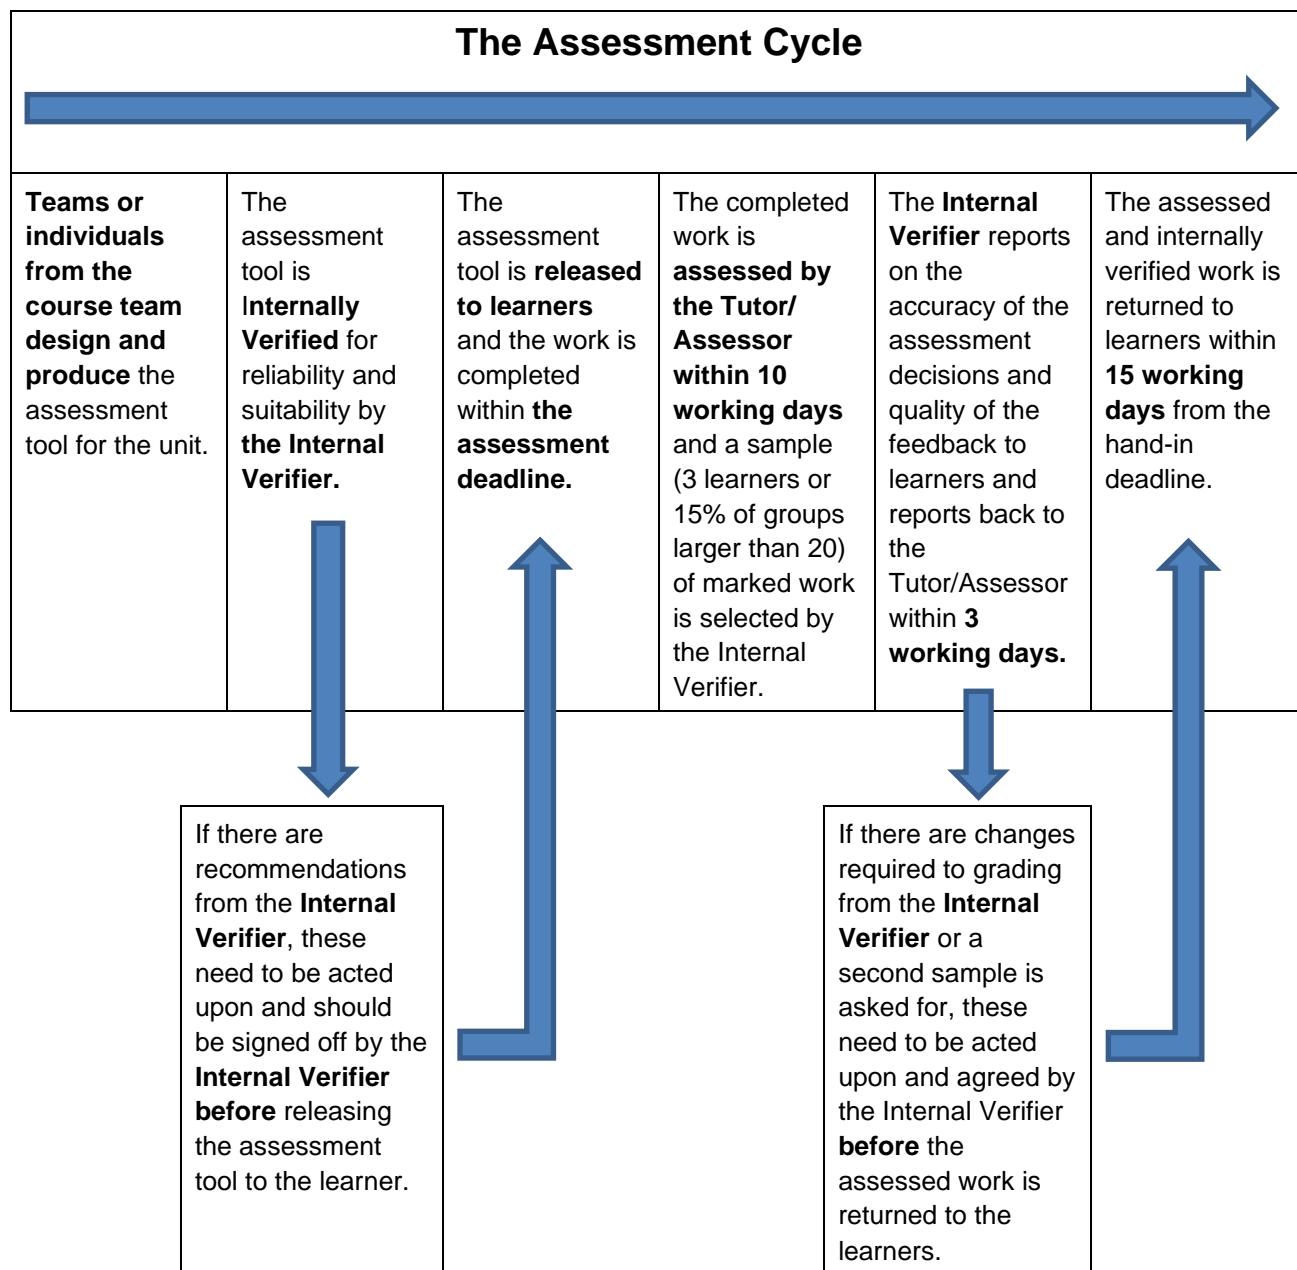 The Assessment Cycle
Teams or
individuals
from the
course team
design and
produce the
assessment
tool for the unit.
The
assessment
tool is
Internally
Verified for
reliability and
suitability by
the Internal
Verifier.
The
assessment
tool is released
to learners
and the work is
completed
within the
assessment
deadline.
The completed
work is
assessed by
the Tutor/
Assessor
within 10
working days
and a sample
(3 learners or
15% of groups
larger than 20)
of marked work
is selected by
the Internal
Verifier.
The Internal
Verifier reports
on the
accuracy of the
assessment
decisions and
quality of the
feedback to
learners and
reports back to
the
Tutor/Assessor
within 3
working days.
The assessed
and internally
verified work is
returned to
learners within
15 working
days from the
hand-in
deadline.
If there are
recommendations
from the Internal
Verifier, these
need to be acted
upon and should
be signed off by the
Internal Verifier
before releasing
the assessment
tool to the learner.
If there are changes
required to grading
from the Internal
Verifier or a
second sample is
asked for, these
need to be acted
upon and agreed by
the Internal Verifier
before the
assessed work is
returned to the
learners.